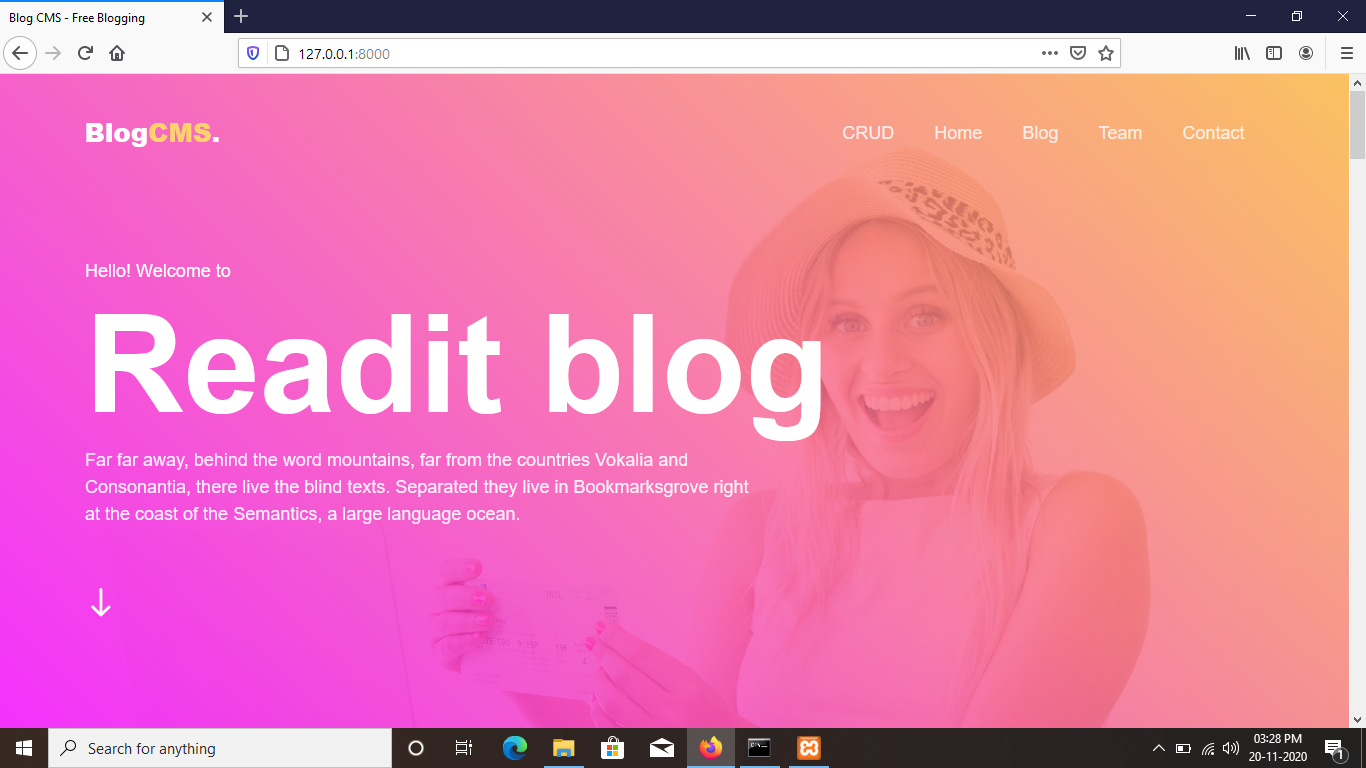 Blog CMS - Free Blogging
127.0.0.1:8000
BlogCMS.
CRUD Home Blog Team Contact
Hello! Welcome to
Readit blog
Far far away, behind the word mountains, far from the countries Vokalia and
Consonantia, there live the blind texts. Separated they live in Bookmarksgrove right
at the coast of the Semantics, a large language ocean.
Search for anything
03:28 PM
20-11-2020
1